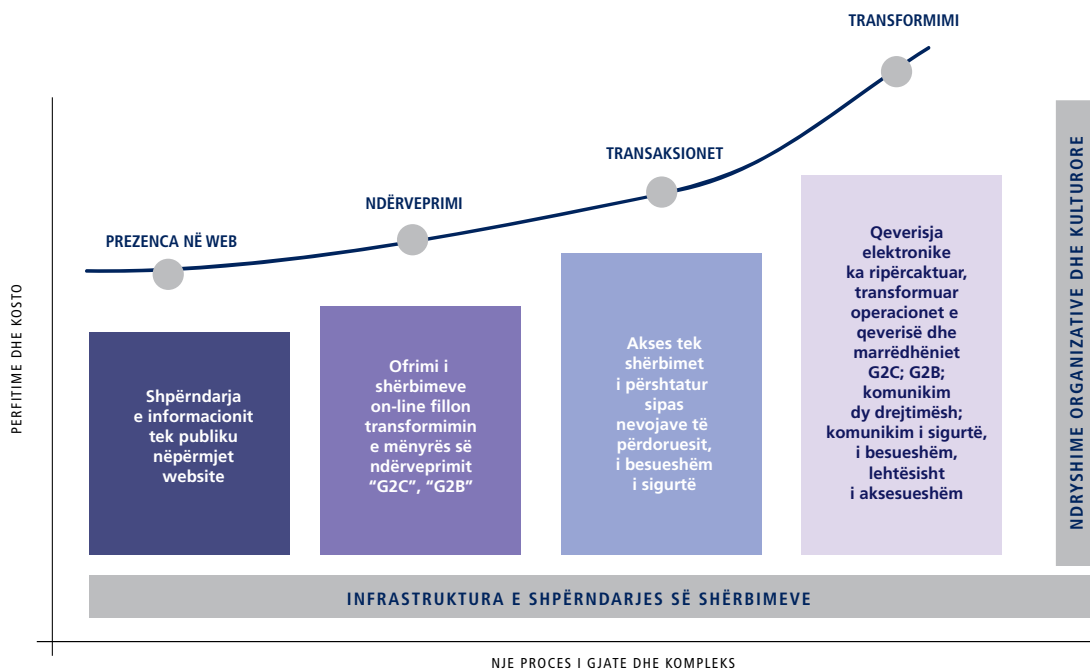 TRANSFORMIMI
TRANSAKSIONET
NDËRVEPRIMI
PREZENCA NË WEB
PERFITIME DHE KOSTO
Shpërndarja
e informacionit
tek publiku
nëpërmjet
website
Ofrimi i
shërbimeve
on-line fillon
transformimin
e mënyrës së
ndërveprimit
“G2C”, “G2B”
Akses tek
shërbimet
i përshtatur
sipas
nevojave të
përdoruesit,
i besueshëm
i sigurtë
Qeverisja
elektronike
ka ripërcaktuar,
transformuar
operacionet e
qeverisë dhe
marrëdhëniet
G2C; G2B;
komunikim
dy drejtimësh;
komunikim i sigurtë,
i besueshëm,
lehtësisht
i aksesueshëm
NDRYSHIME ORGANIZATIVE DHE KULTURORE
INFRASTRUKTURA E SHPËRNDARJES SË SHËRBIMEVE
NJE PROCES I GJATE DHE KOMPLEKS